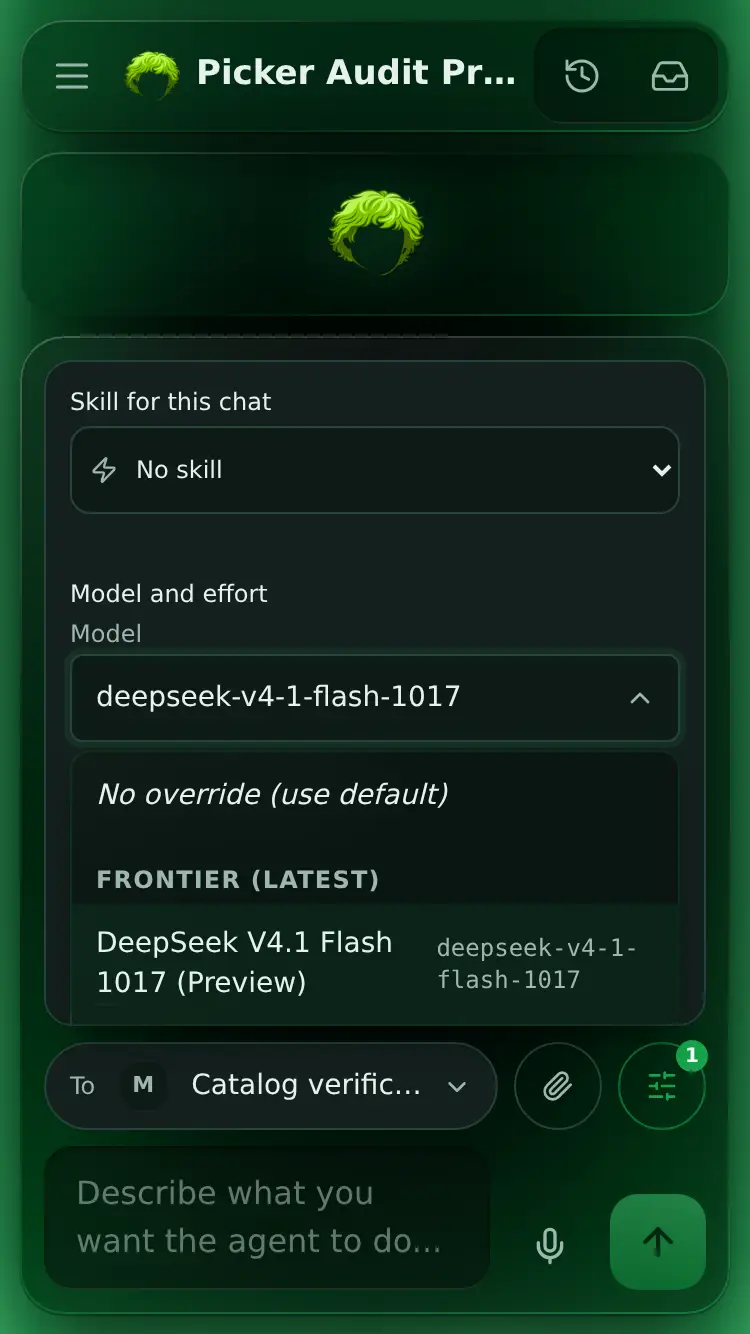 Picker Audit Pr...
Skill for this chat
No skill
Model and effort
Model
deepseek-v4-1-flash-1017
No override (use default)
FRONTIER (LATEST)
DeepSeek V4.1 Flash
1017 (Preview)
deepseek-v4-1-
flash-1017
To M Catalog verific...
1
Describe what you
want the agent to do...